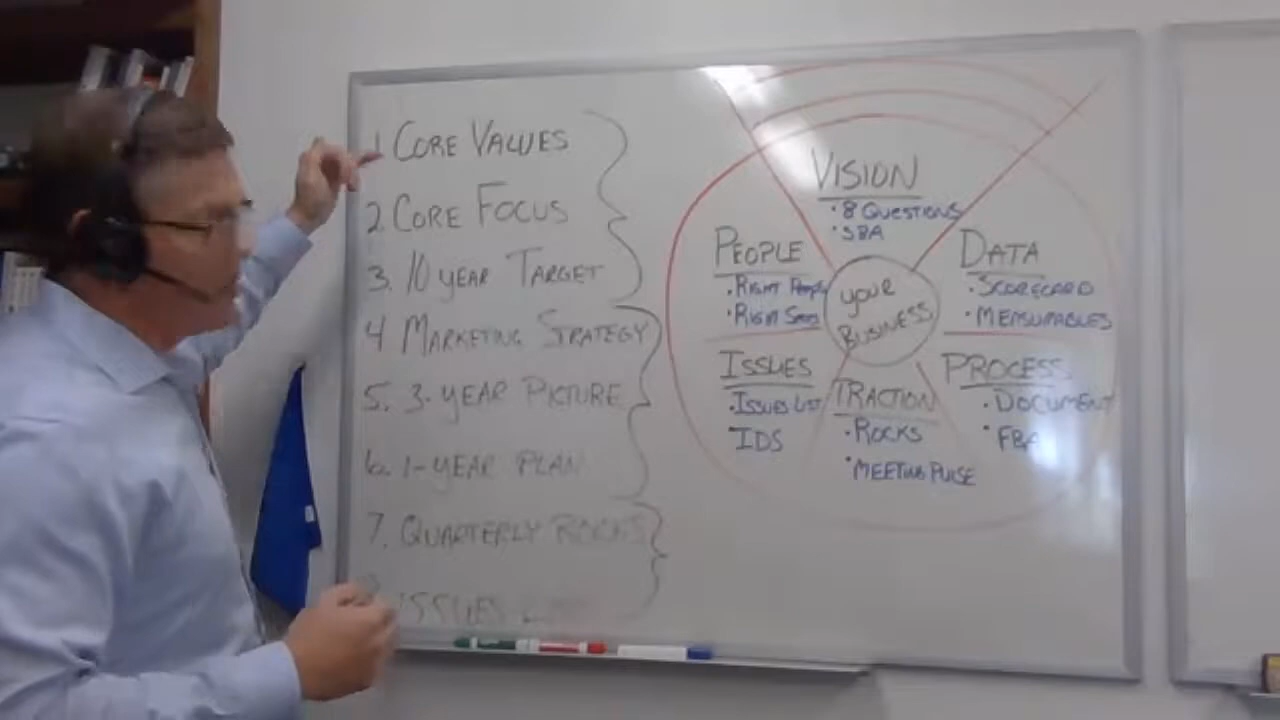 1 CORE VALUES
2. CORE FOCUS
3. 10 YEAR TARGET
4 MARKETING STRATEGY
5. 3-YEAR PICTURE
6. 1-YEAR PLAN
7. QUARTERLY ROCKS
ISSUES
VISION
• 8 QUESTIONS
PEOPLE
• RIGHT PEOPLE
• RIGHT SEATS
DATA
• SCORECARD
• MEASURABLES
YOUR
BUSINESS
ISSUES
• ISSUES LIST
IDS
TRACTION
• ROCKS
• MEETING PULSE
PROCESS
• DOCUMENT
• FBA